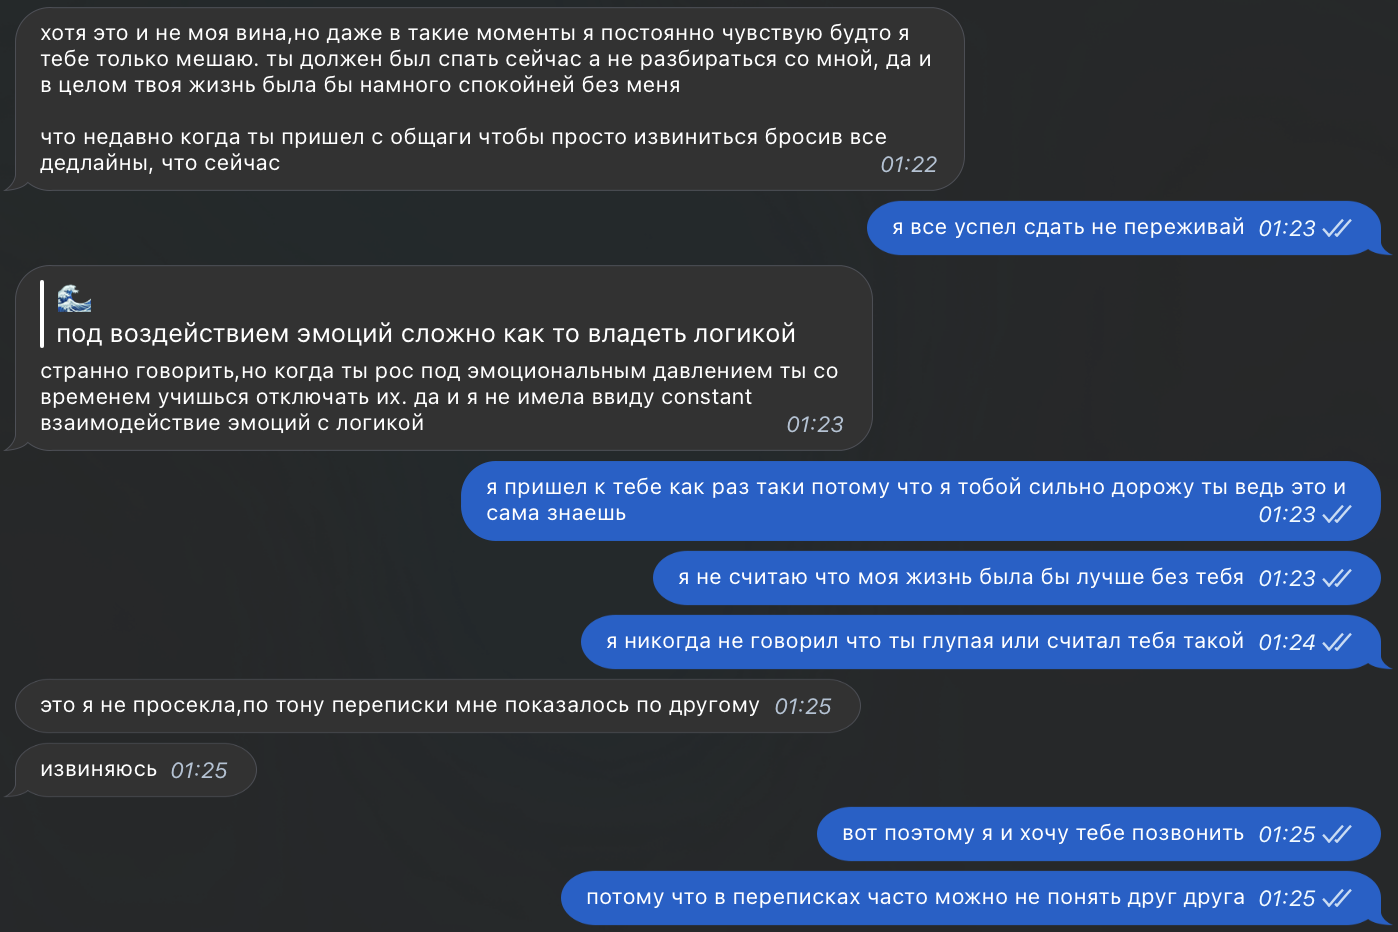 хотя это и не моя вина,но даже в такие моменты я постоянно чувствую будто я
тебе только мешаю. ты должен был спать сейчас а не разбираться со мной, да и
в целом твоя жизнь была бы намного спокойней без меня
что недавно когда ты пришел с общаги чтобы просто извиниться бросив все
дедлайны, что сейчас 01:22
я все успел сдать не переживай 01:23
🌊
под воздействием эмоций сложно как то владеть логикой
странно говорить,но когда ты рос под эмоциональным давлением ты со
временем учишься отключать их. да и я не имела ввиду constant
взаимодействие эмоций с логикой 01:23
я пришел к тебе как раз таки потому что я тобой сильно дорожу ты ведь это и
сама знаешь 01:23
я не считаю что моя жизнь была бы лучше без тебя 01:23
я никогда не говорил что ты глупая или считал тебя такой 01:24
это я не просекла,по тону переписки мне показалось по другому 01:25
извиняюсь 01:25
вот поэтому я и хочу тебе позвонить 01:25
потому что в переписках часто можно не понять друг друга 01:25